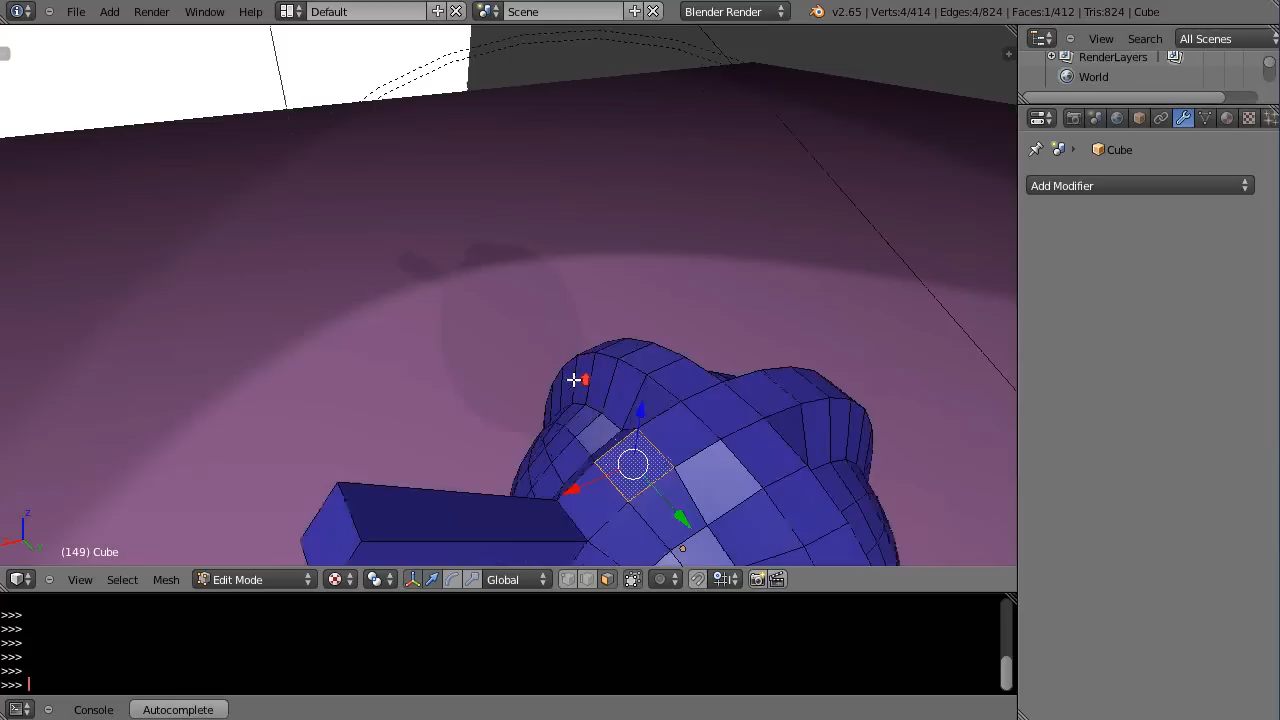 File Add Render Window Help Default Scene Blender Render v2.65 | Verts:4/414 | Edges:4/824 | Faces:1/412 | Tris:824 | Cube
View Search All Scenes
RenderLayers
World
Cube
Add Modifier
z
(149) Cube
View Select Mesh Edit Mode Global
>>>
>>>
>>>
>>>
>>>
>>>
Console Autocomplete